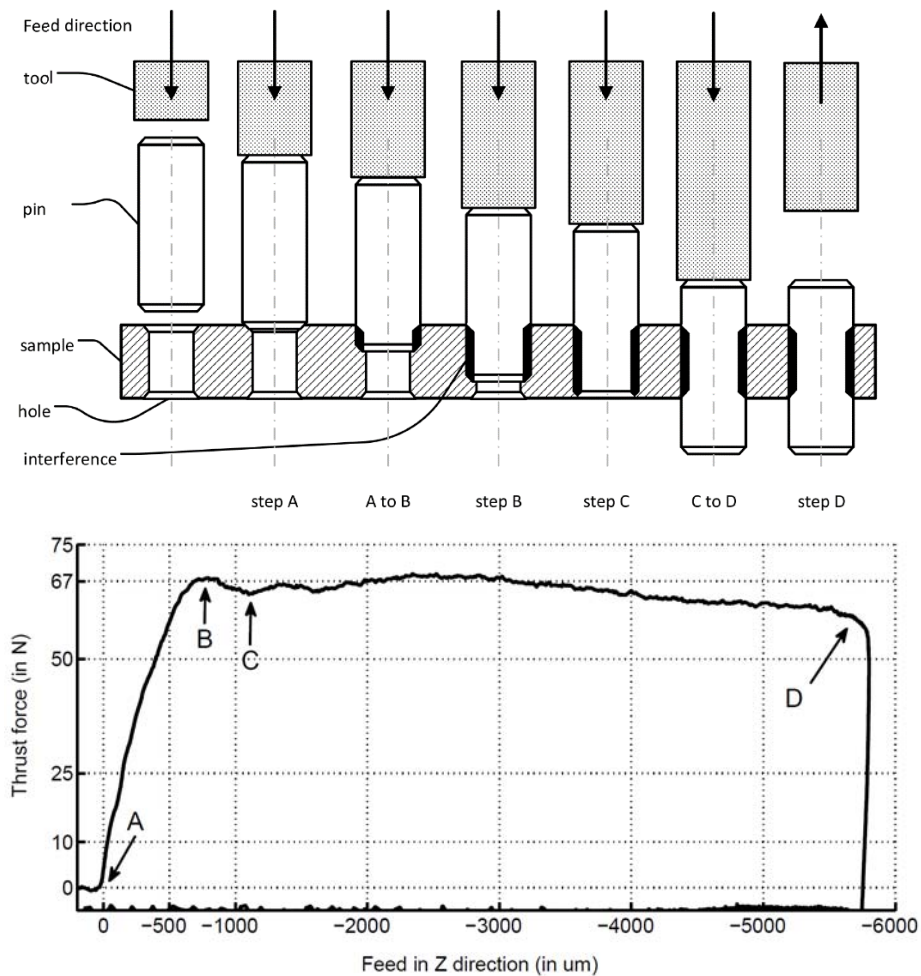 Feed direction
tool
pin
sample
hole
interference
step A
A to B
step B
step C
C to D
step D
75
67
50
25
10
0
Thrust force (in N)
A
B
C
D
0
−500
−1000
−2000
−3000
−4000
−5000
−6000
Feed in Z direction (in um)